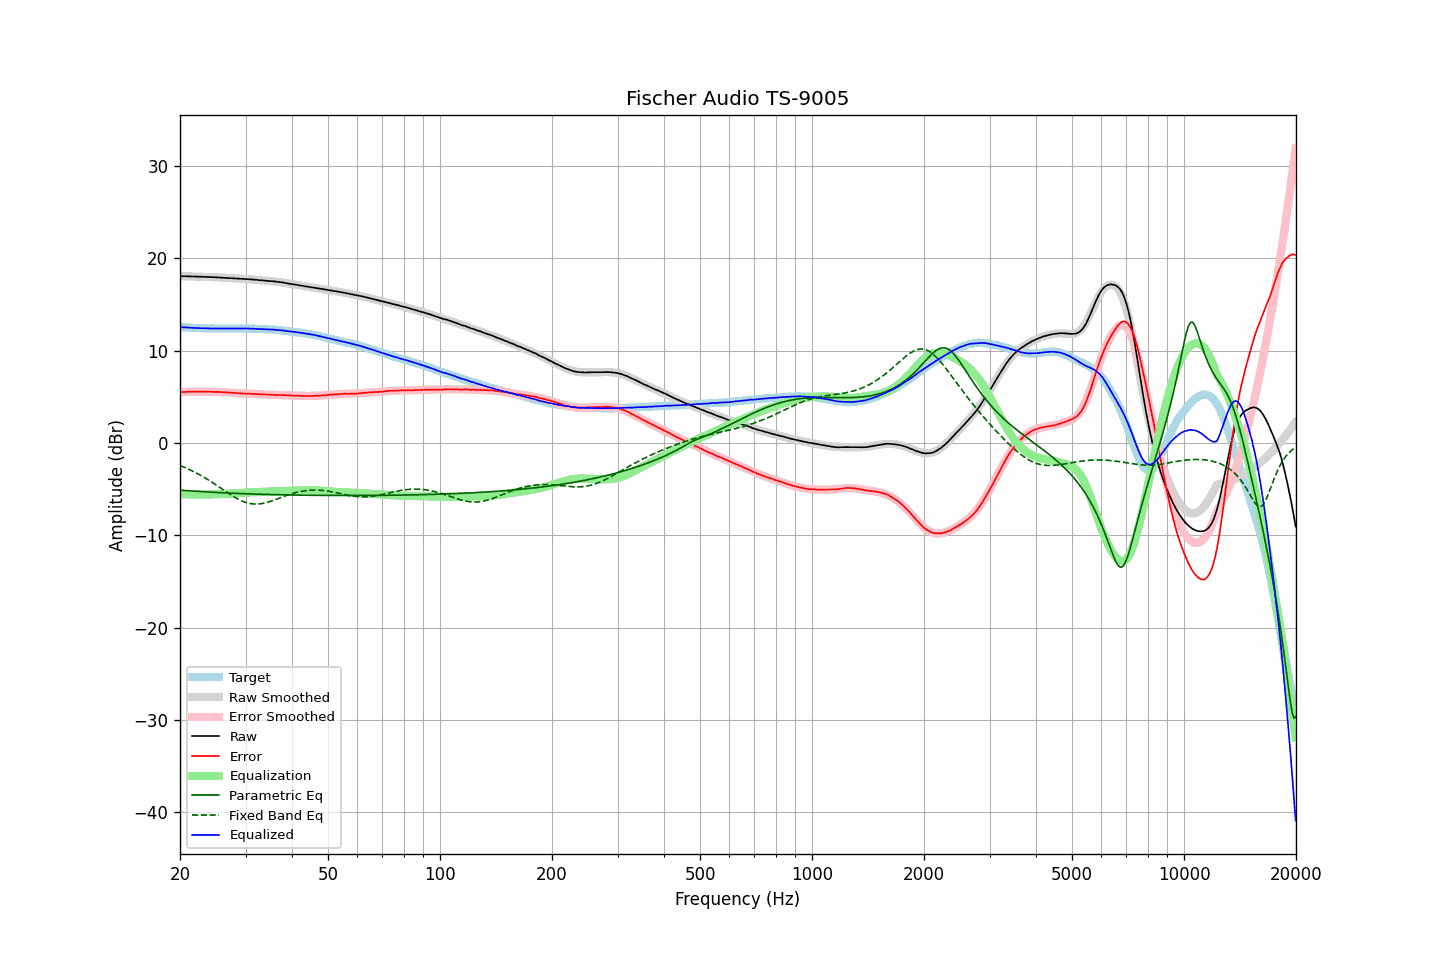 Fischer Audio TS-9005
Amplitude (dBr)
30
20
10
0
−10
−20
−30
−40
Target
Raw Smoothed
Error Smoothed
Raw
Error
Equalization
Parametric Eq
Fixed Band Eq
Equalized
20 50 100 200 500 1000 2000 5000 10000 20000
Frequency (Hz)